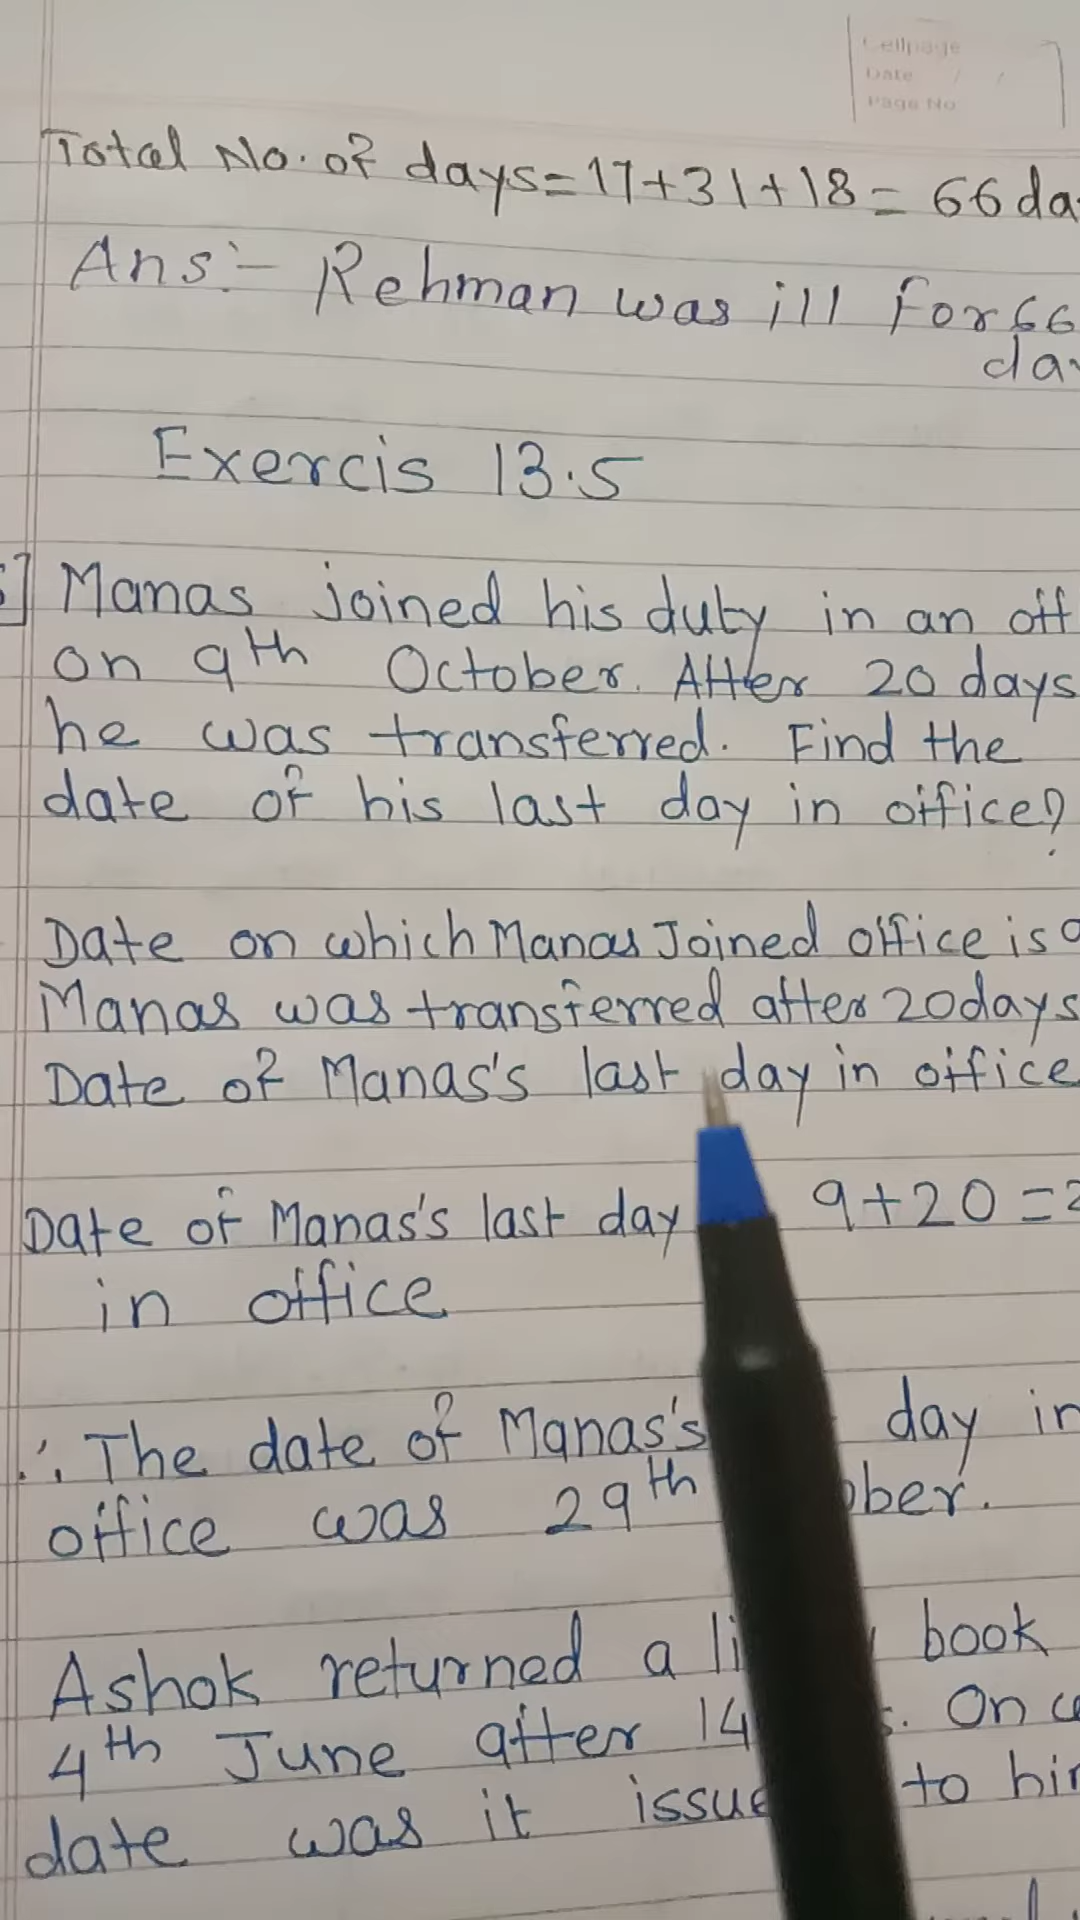 Cellpage
Date / /
Page No
Total No. of days = 17+31+18 = 66 da
Ans:- Rehman was ill for 66
da
Exercis 13.5
] Manas joined his duty in an off
on 9th October. After 20 days
he was transferred. Find the
date of his last day in office?
Date on which Manas Joined office is
Manas was transferred after 20 days
Date of Manas's last day in office
Date of Manas's last day 9+20 =
in office
∴ The date of Manas's day in
office was 29th ber.
Ashok returned a li book
4th June after 14 . On
date was it issue to hi